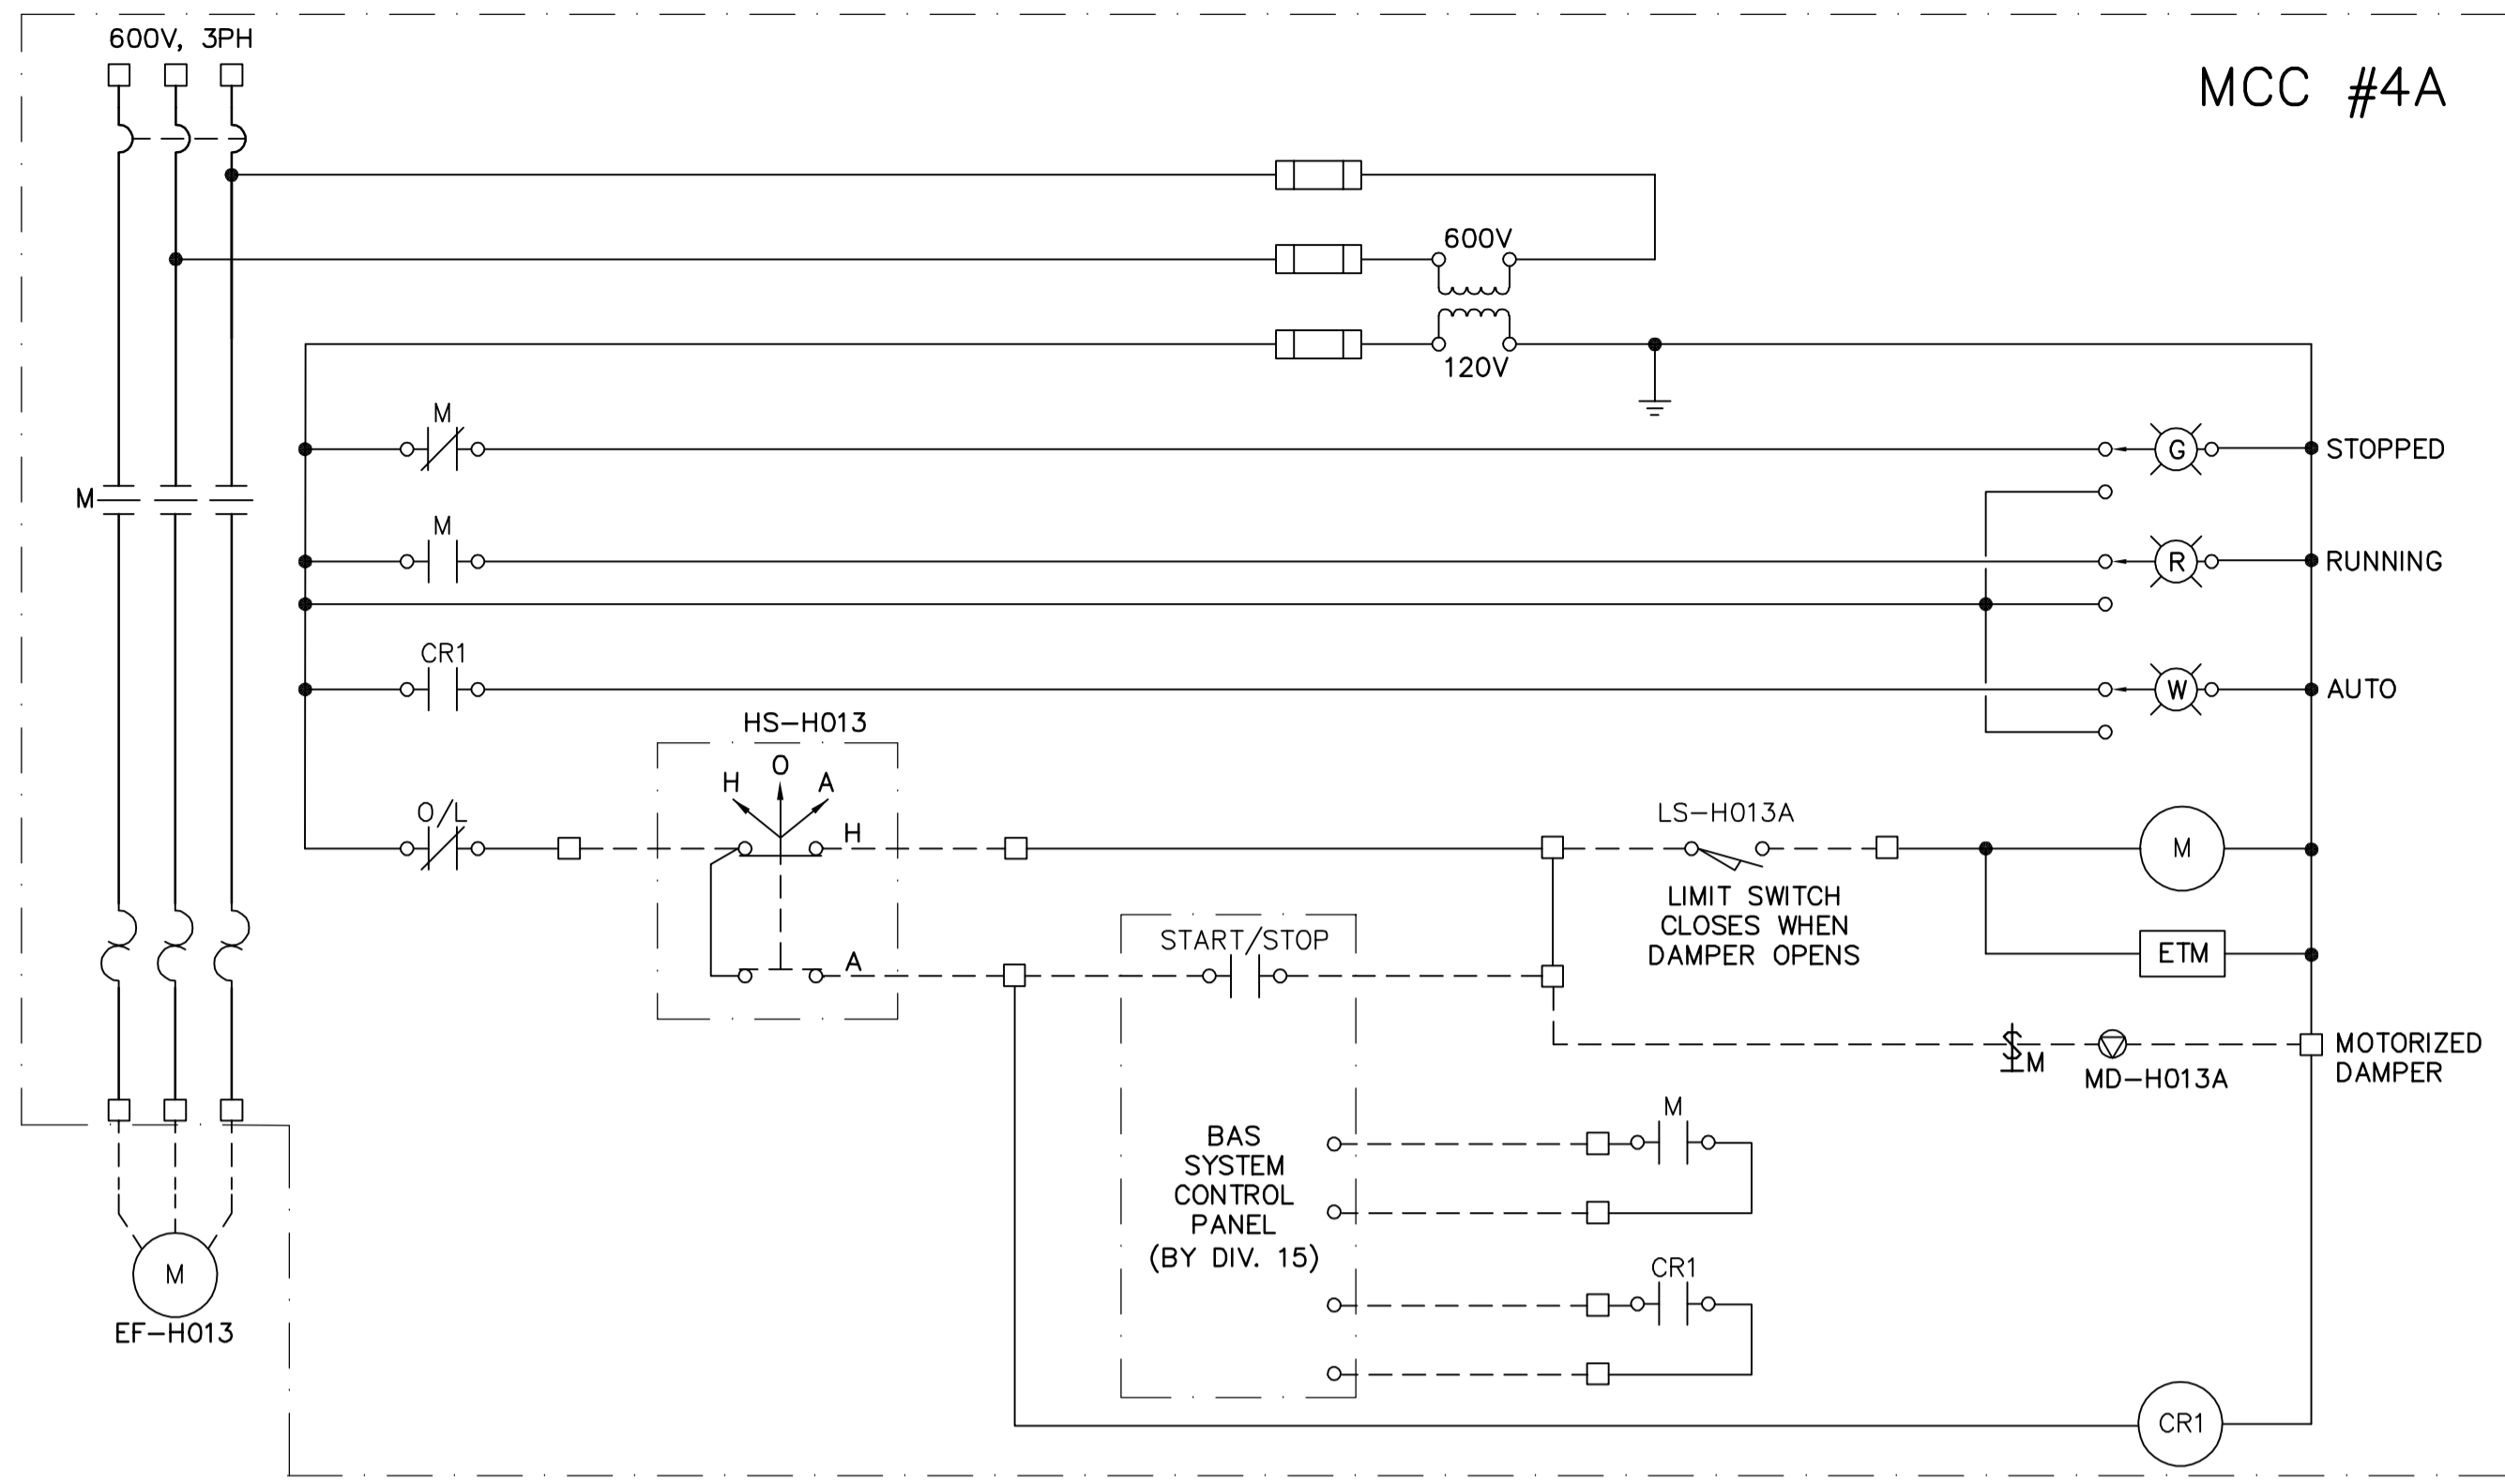 600V, 3PH
MCC #4A
600V
120V
M
G
STOPPED
M
M
R
RUNNING
CR1
W
AUTO
HS-H013
H
O
A
O/L
H
LS-H013A
M
LIMIT SWITCH
CLOSES WHEN
DAMPER OPENS
A
START/STOP
ETM
M
MD-H013A
MOTORIZED
DAMPER
BAS
SYSTEM
CONTROL
PANEL
(BY DIV. 15)
M
CR1
M
EF-H013
CR1